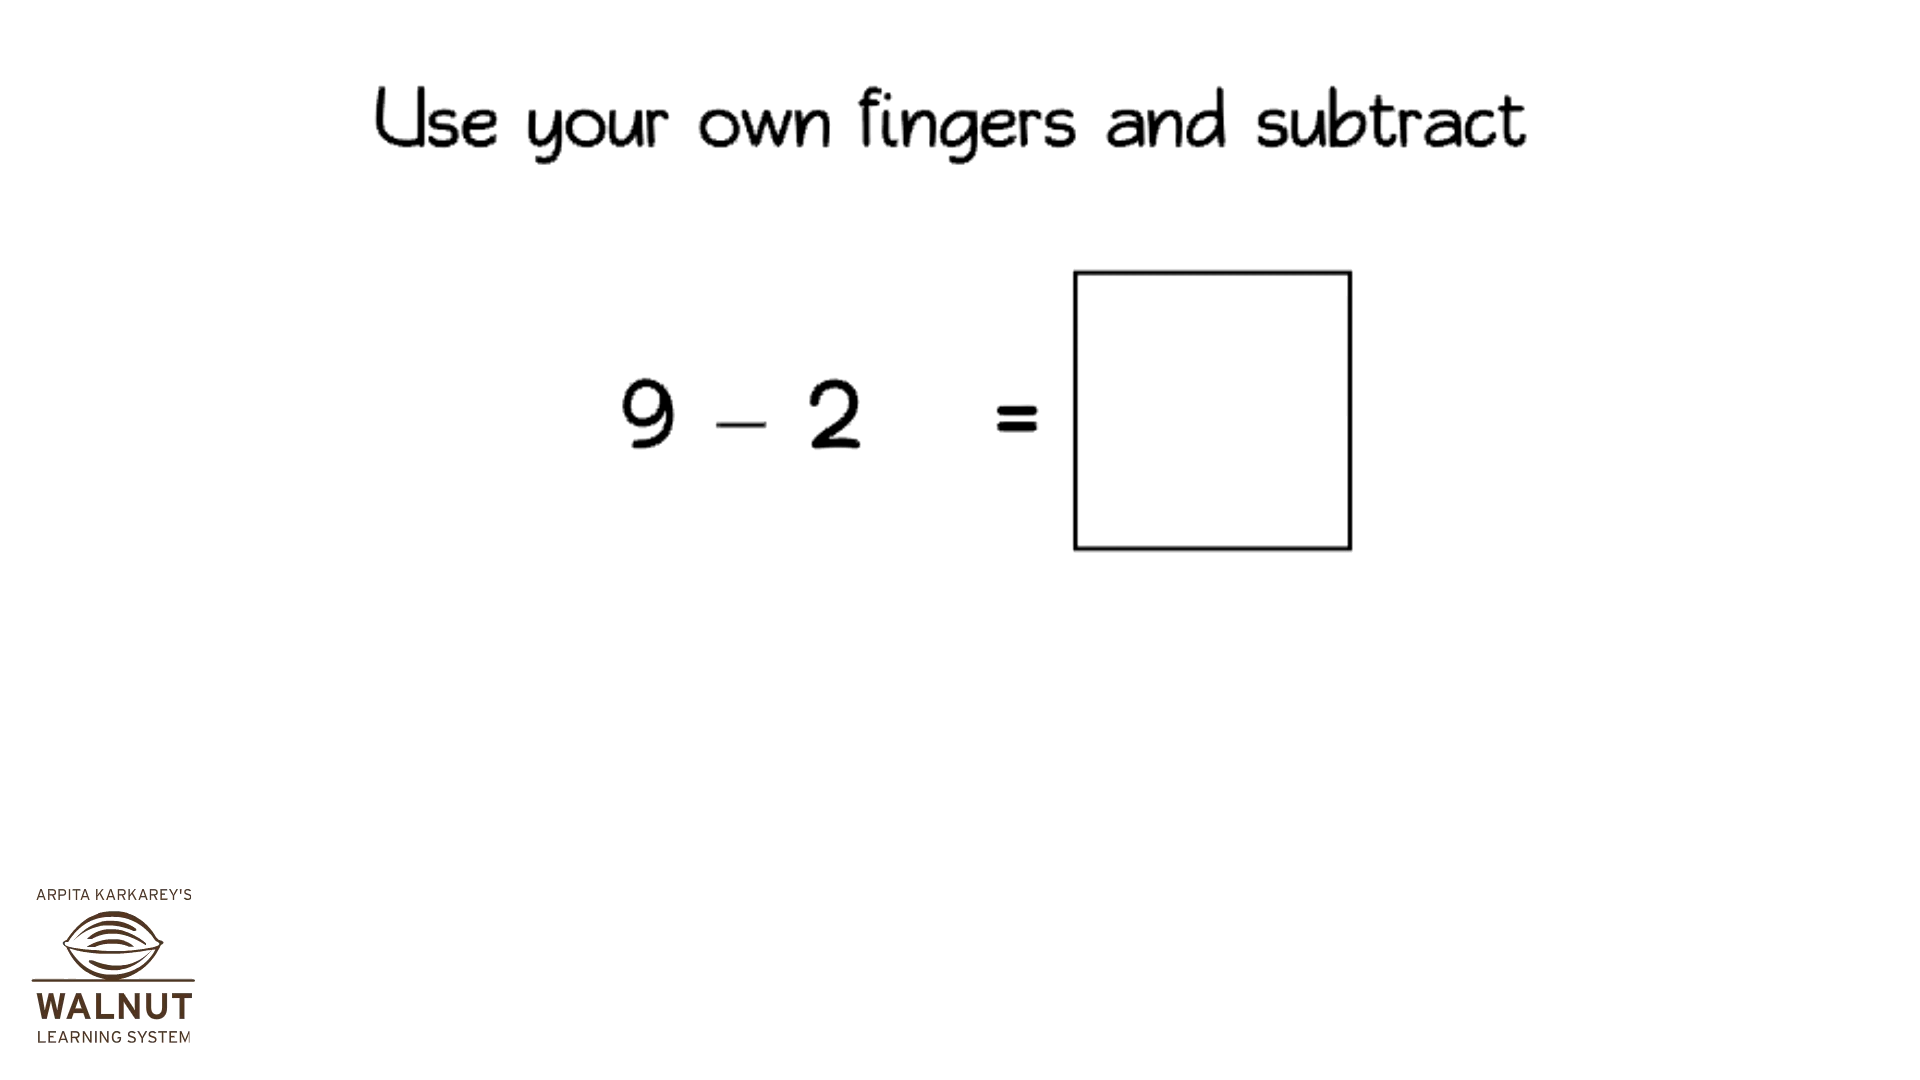 Use your own fingers and subtract
9 – 2 =
ARPITA KARKAREY'S
WALNUT
LEARNING SYSTEM